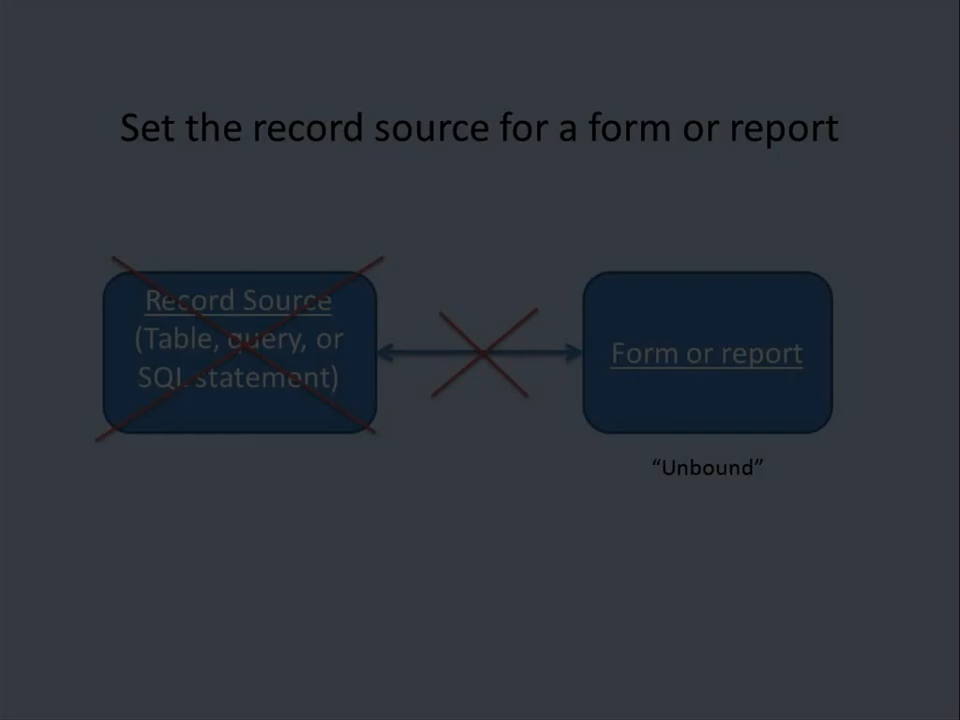 Set the record source for a form or report
Record Source
(Table, query, or
SQL statement)
Form or report
“Unbound”